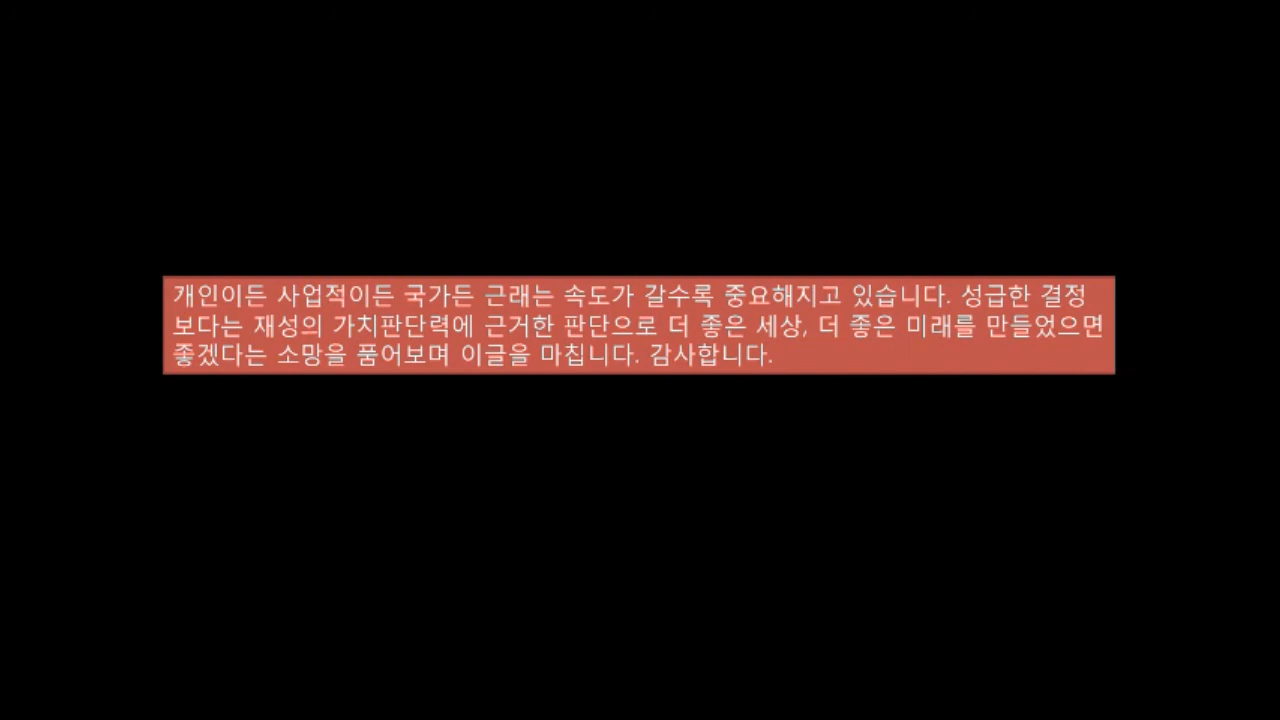 개인이든 사업적이든 국가든 근래는 속도가 갈수록 중요해지고 있습니다. 성급한 결정
보다는 재성의 가치판단력에 근거한 판단으로 더 좋은 세상, 더 좋은 미래를 만들었으면
좋겠다는 소망을 품어보며 이글을 마칩니다. 감사합니다.